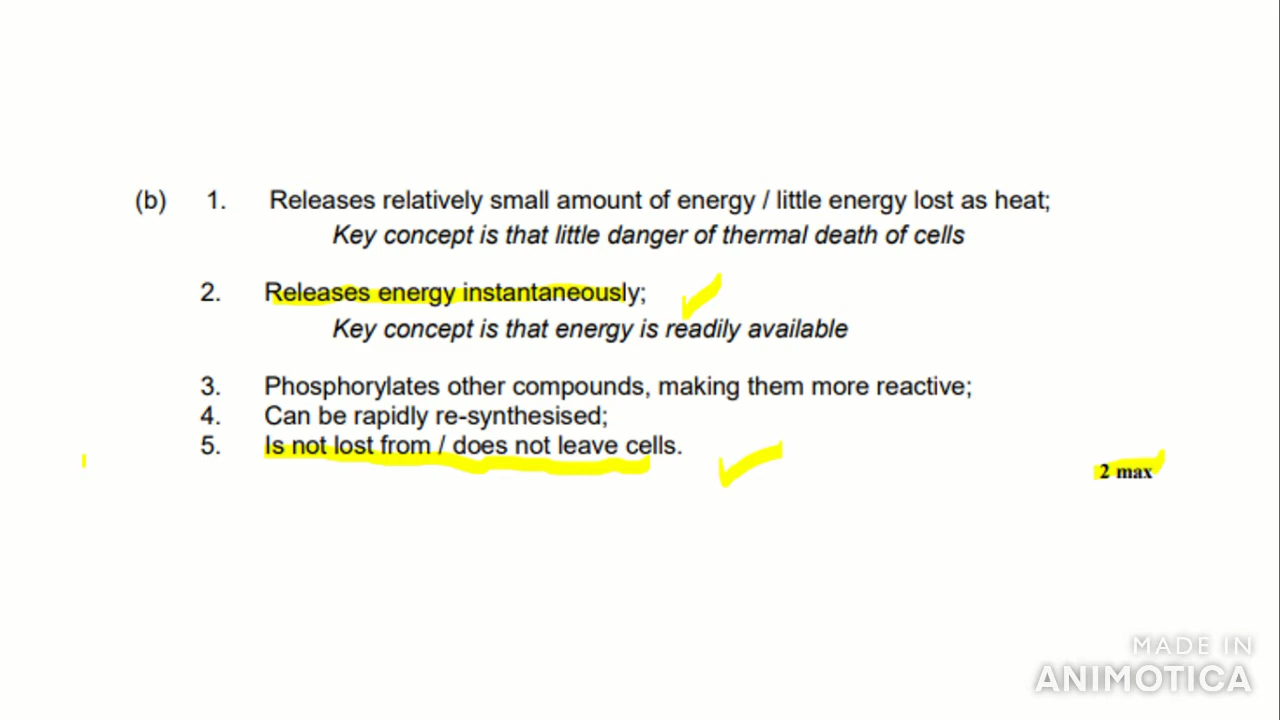 (b) 1. Releases relatively small amount of energy / little energy lost as heat;
Key concept is that little danger of thermal death of cells
2. Releases energy instantaneously;
Key concept is that energy is readily available
3. Phosphorylates other compounds, making them more reactive;
4. Can be rapidly re-synthesised;
5. Is not lost from / does not leave cells.
2 max
MADE IN
ANIMOTICA